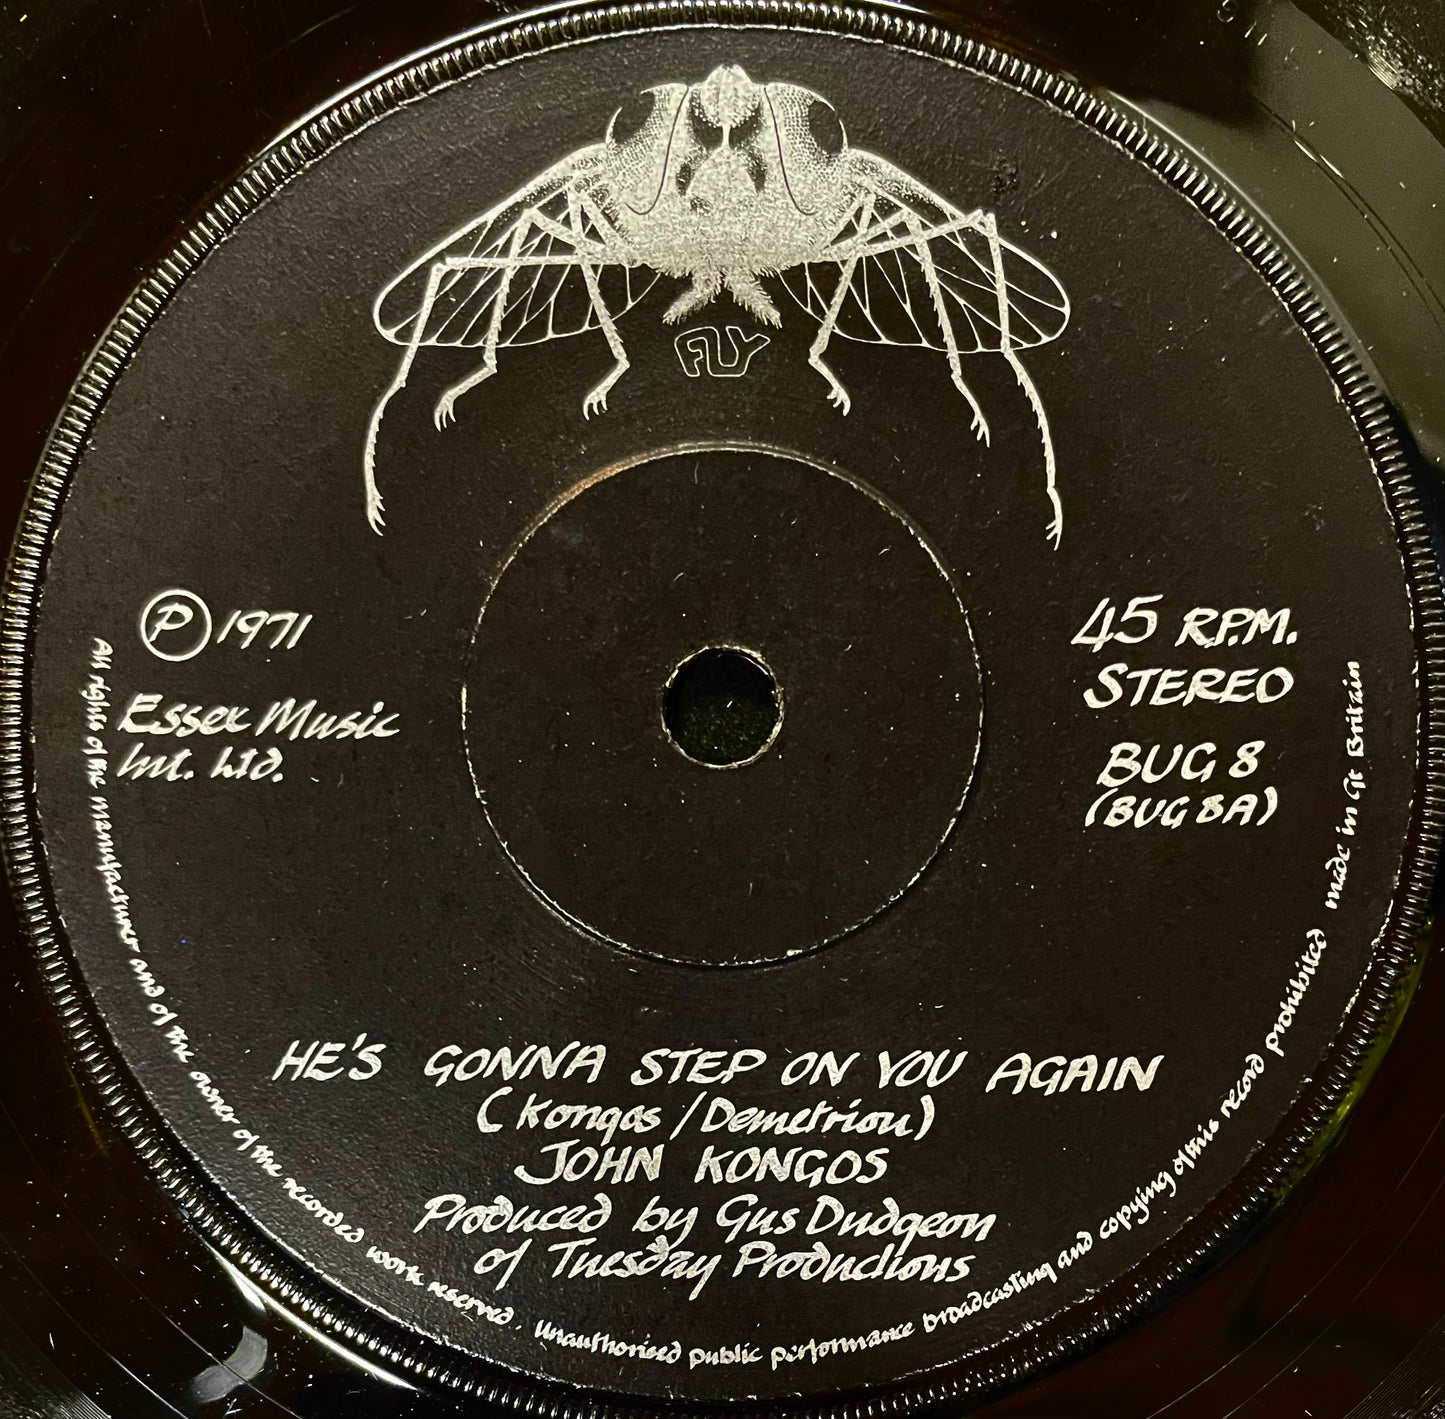 FLY
Ⓟ 1971
Essex Music
Int. Ltd.
45 R.P.M.
STEREO
BUG 8
(BUG 8A)
HE'S GONNA STEP ON YOU AGAIN
(Kongos / Demetriou)
JOHN KONGOS
Produced by Gus Dudgeon
of Tuesday Productions
All rights of the manufacturer and of the owner of the recorded work reserved. Unauthorised public performance broadcasting and copying of this record prohibited made in Gt Britain